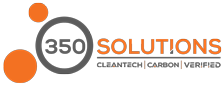 350 SOLUTIONS
CLEANTECH | CARBON | VERIFIED